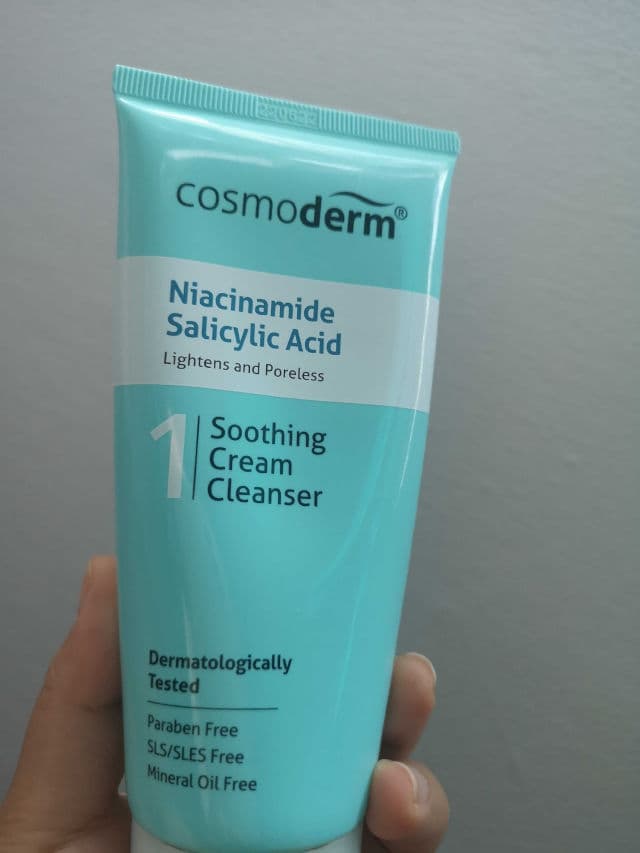 cosmoderm®
Niacinamide
Salicylic Acid
Lightens and Poreless
1
Soothing
Cream
Cleanser
Dermatologically
Tested
Paraben Free
SLS/SLES Free
Mineral Oil Free